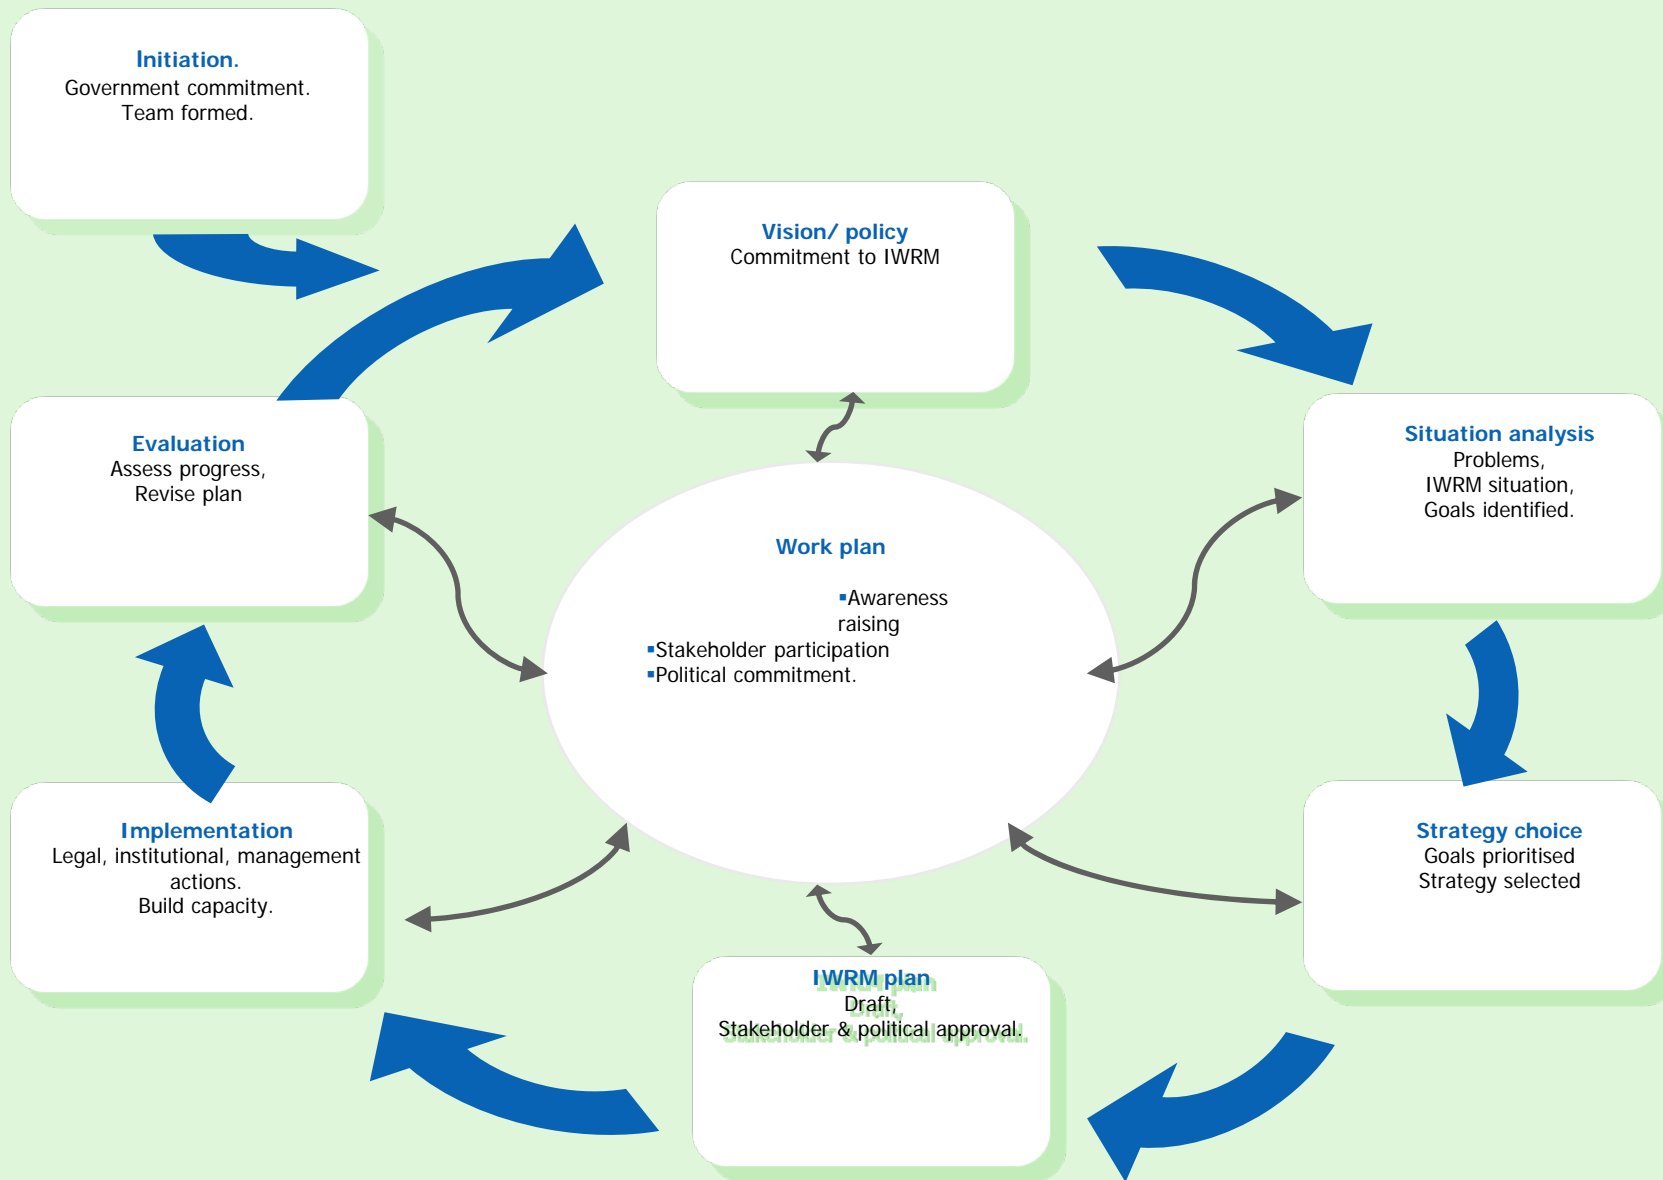 Initiation.
Government commitment.
Team formed.
Vision/ policy
Commitment to IWRM
Situation analysis
Problems,
IWRM situation,
Goals identified.
Evaluation
Assess progress,
Revise plan
Work plan
▪Awareness
raising
▪Stakeholder participation
▪Political commitment.
Implementation
Legal, institutional, management
actions.
Build capacity.
Strategy choice
Goals prioritised
Strategy selected
IWRM plan
Draft,
Stakeholder & political approval.